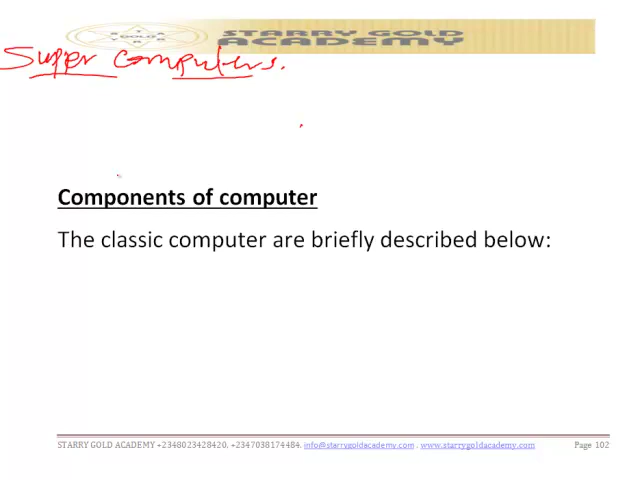 STARRY GOLD
ACADEMY
Supper Computers.
Components of computer
The classic computer are briefly described below:
STARRY GOLD ACADEMY +2348023428420, +2347038174484, info@starrygoldacademy.com , www.starrygoldacademy.com Page 102